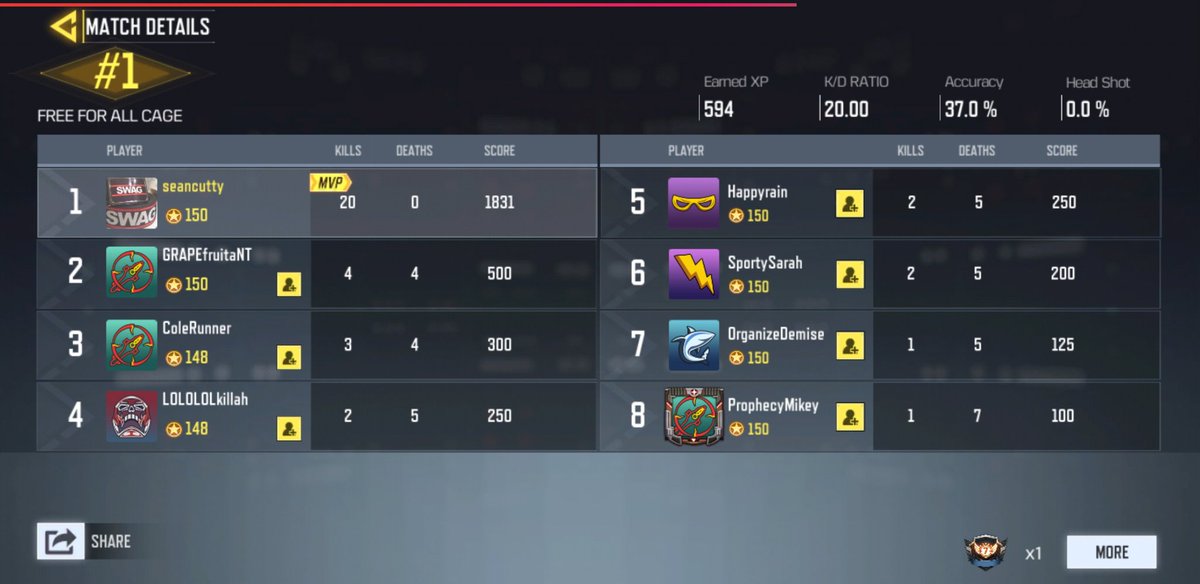 MATCH DETAILS
#1
FREE FOR ALL CAGE
Earned XP K/D RATIO Accuracy Head Shot
594 20.00 37.0 % 0.0 %
PLAYER KILLS DEATHS SCORE
1 SWAG SWAG seancutty 150 MVP 20 0 1831
2 GRAPEfruitaNT 150 4 4 500
3 ColeRunner 148 3 4 300
4 LOLOLOLkillah 148 2 5 250
PLAYER KILLS DEATHS SCORE
5 Happyrain 150 2 5 250
6 SportySarah 150 2 5 200
7 OrganizeDemise 150 1 5 125
8 ProphecyMikey 150 1 7 100
SHARE
x1
MORE